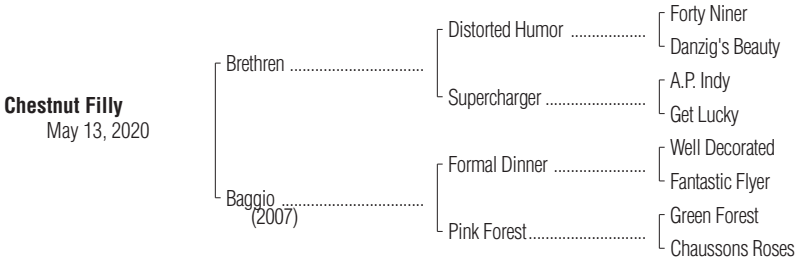 Forty Niner
Distorted Humor ..................
Danzig's Beauty
Brethren ................................
A.P. Indy
Supercharger ........................
Get Lucky
Chestnut Filly
May 13, 2020
Well Decorated
Formal Dinner ......................
Fantastic Flyer
Baggio ..................................
(2007)
Green Forest
Pink Forest............................
Chaussons Roses